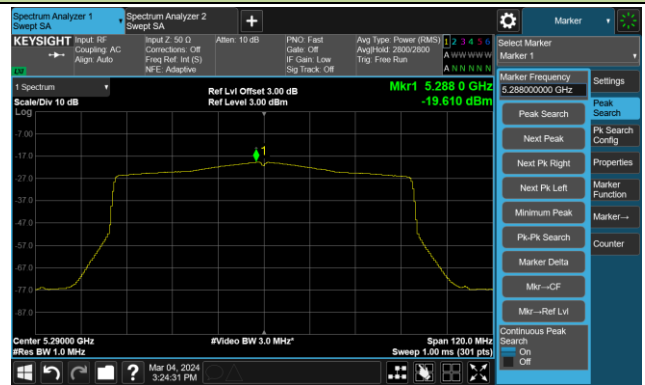 Spectrum Analyzer 1
Swept SA
Spectrum Analyzer 2
Swept SA
Marker
KEYSIGHT
Input: RF
Coupling: AC
Align: Auto
Input Z: 50 Ω
Corrections: Off
Freq Ref: Int (S)
NFE: Adaptive
Atten: 10 dB
PNO: Fast
Gate: Off
IF Gain: Low
Sig Track: Off
Avg Type: Power (RMS)
Avg|Hold: 2800/2800
Trig: Free Run
1 2 3 4 5 6
A W W W W W
A N N N N N
Select Marker
Marker 1
1 Spectrum
Scale/Div 10 dB
Log
Ref Lvl Offset 3.00 dB
Ref Level 3.00 dBm
Mkr1 5.288 0 GHz
-19.610 dBm
-7.00
-17.0
-27.0
-37.0
-47.0
-57.0
-67.0
-77.0
-87.0
1
Center 5.29000 GHz
#Res BW 1.0 MHz
#Video BW 3.0 MHz*
Span 120.0 MHz
Sweep 1.00 ms (301 pts)
Marker Frequency
5.288000000 GHz
Peak Search
Next Peak
Next Pk Right
Next Pk Left
Minimum Peak
Pk-Pk Search
Marker Delta
Mkr→CF
Mkr→Ref Lvl
Continuous Peak
Search
On
Off
Settings
Peak
Search
Pk Search
Config
Properties
Marker
Function
Marker→
Counter
?
Mar 04, 2024
3:24:31 PM